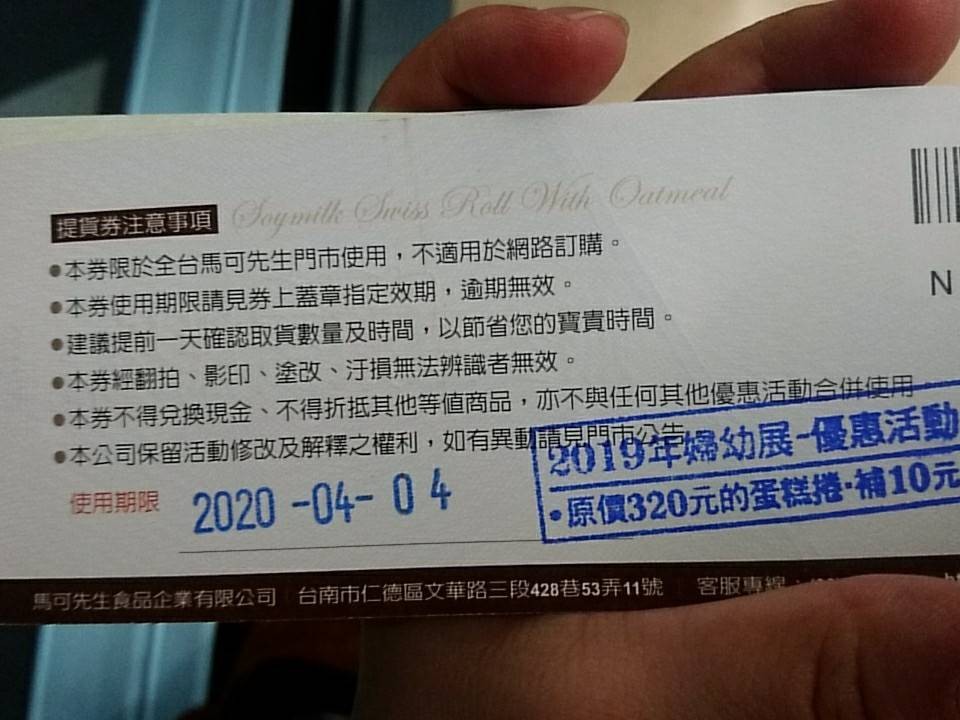 提貨券注意事項 Soymilk Swiss Roll With Oatmeal
●本券限於全台馬可先生門市使用，不適用於網路訂購。
●本券使用期限請見券上蓋章指定效期，逾期無效。
●建議提前一天確認取貨數量及時間，以節省您的寶貴時間。
●本券經翻拍、影印、塗改、汙損無法辨識者無效。
●本券不得兌換現金、不得折抵其他等值商品，亦不與任何其他優惠活動合併使用。
●本公司保留活動修改及解釋之權利，如有異動請見門市公告
使用期限 2020 -04- 04
2019年婦幼展-優惠活動
•原價320元的蛋糕捲·補10元
N
馬可先生食品企業有限公司 台南市仁德區文華路三段428巷53弄11號 客服專線：